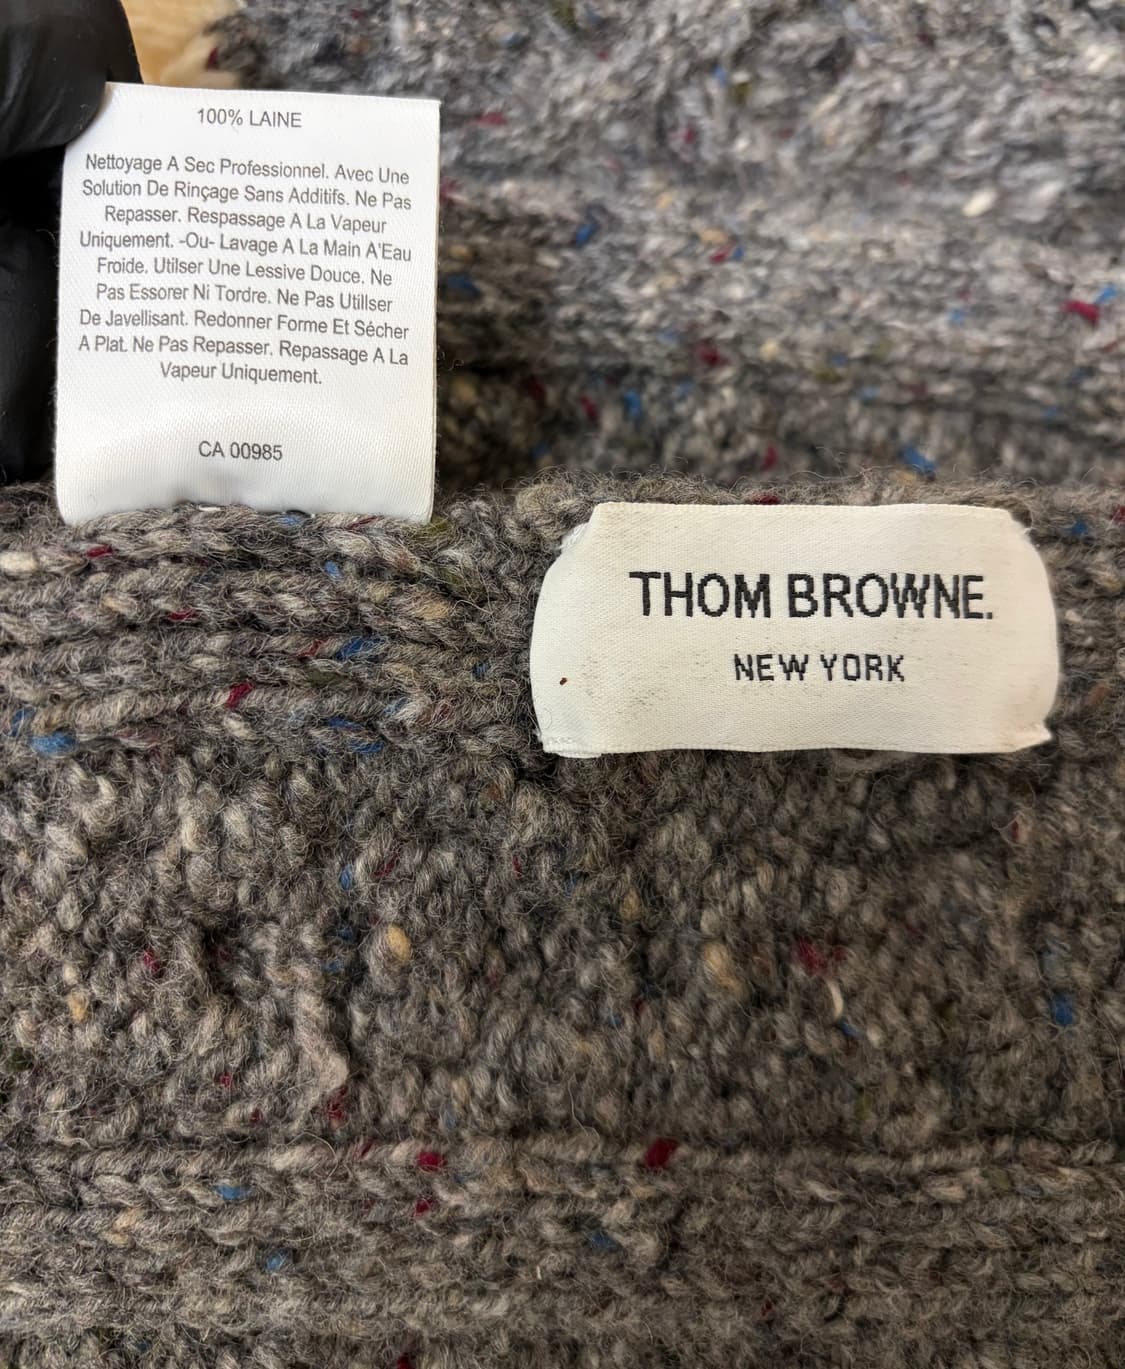 100% LAINE
Nettoyage A Sec Professionnel. Avec Une
Solution De Rinçage Sans Additifs. Ne Pas
Repasser. Respassage A La Vapeur
Uniquement. -Ou- Lavage A La Main A'Eau
Froide. Utilser Une Lessive Douce. Ne
Pas Essorer Ni Tordre. Ne Pas Utillser
De Javellisant. Redonner Forme Et Sécher
A Plat. Ne Pas Repasser. Repassage A La
Vapeur Uniquement.
CA 00985
THOM BROWNE.
NEW YORK